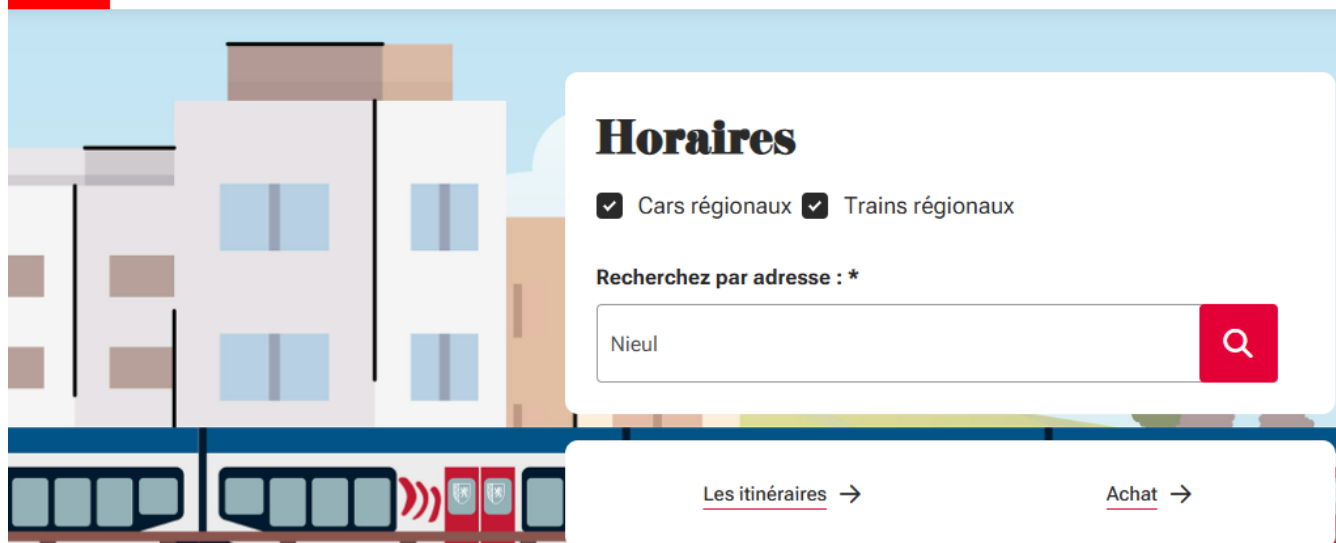 Horaires
Cars régionaux Trains régionaux
Recherchez par adresse : *
Nieul
Les itinéraires → Achat →